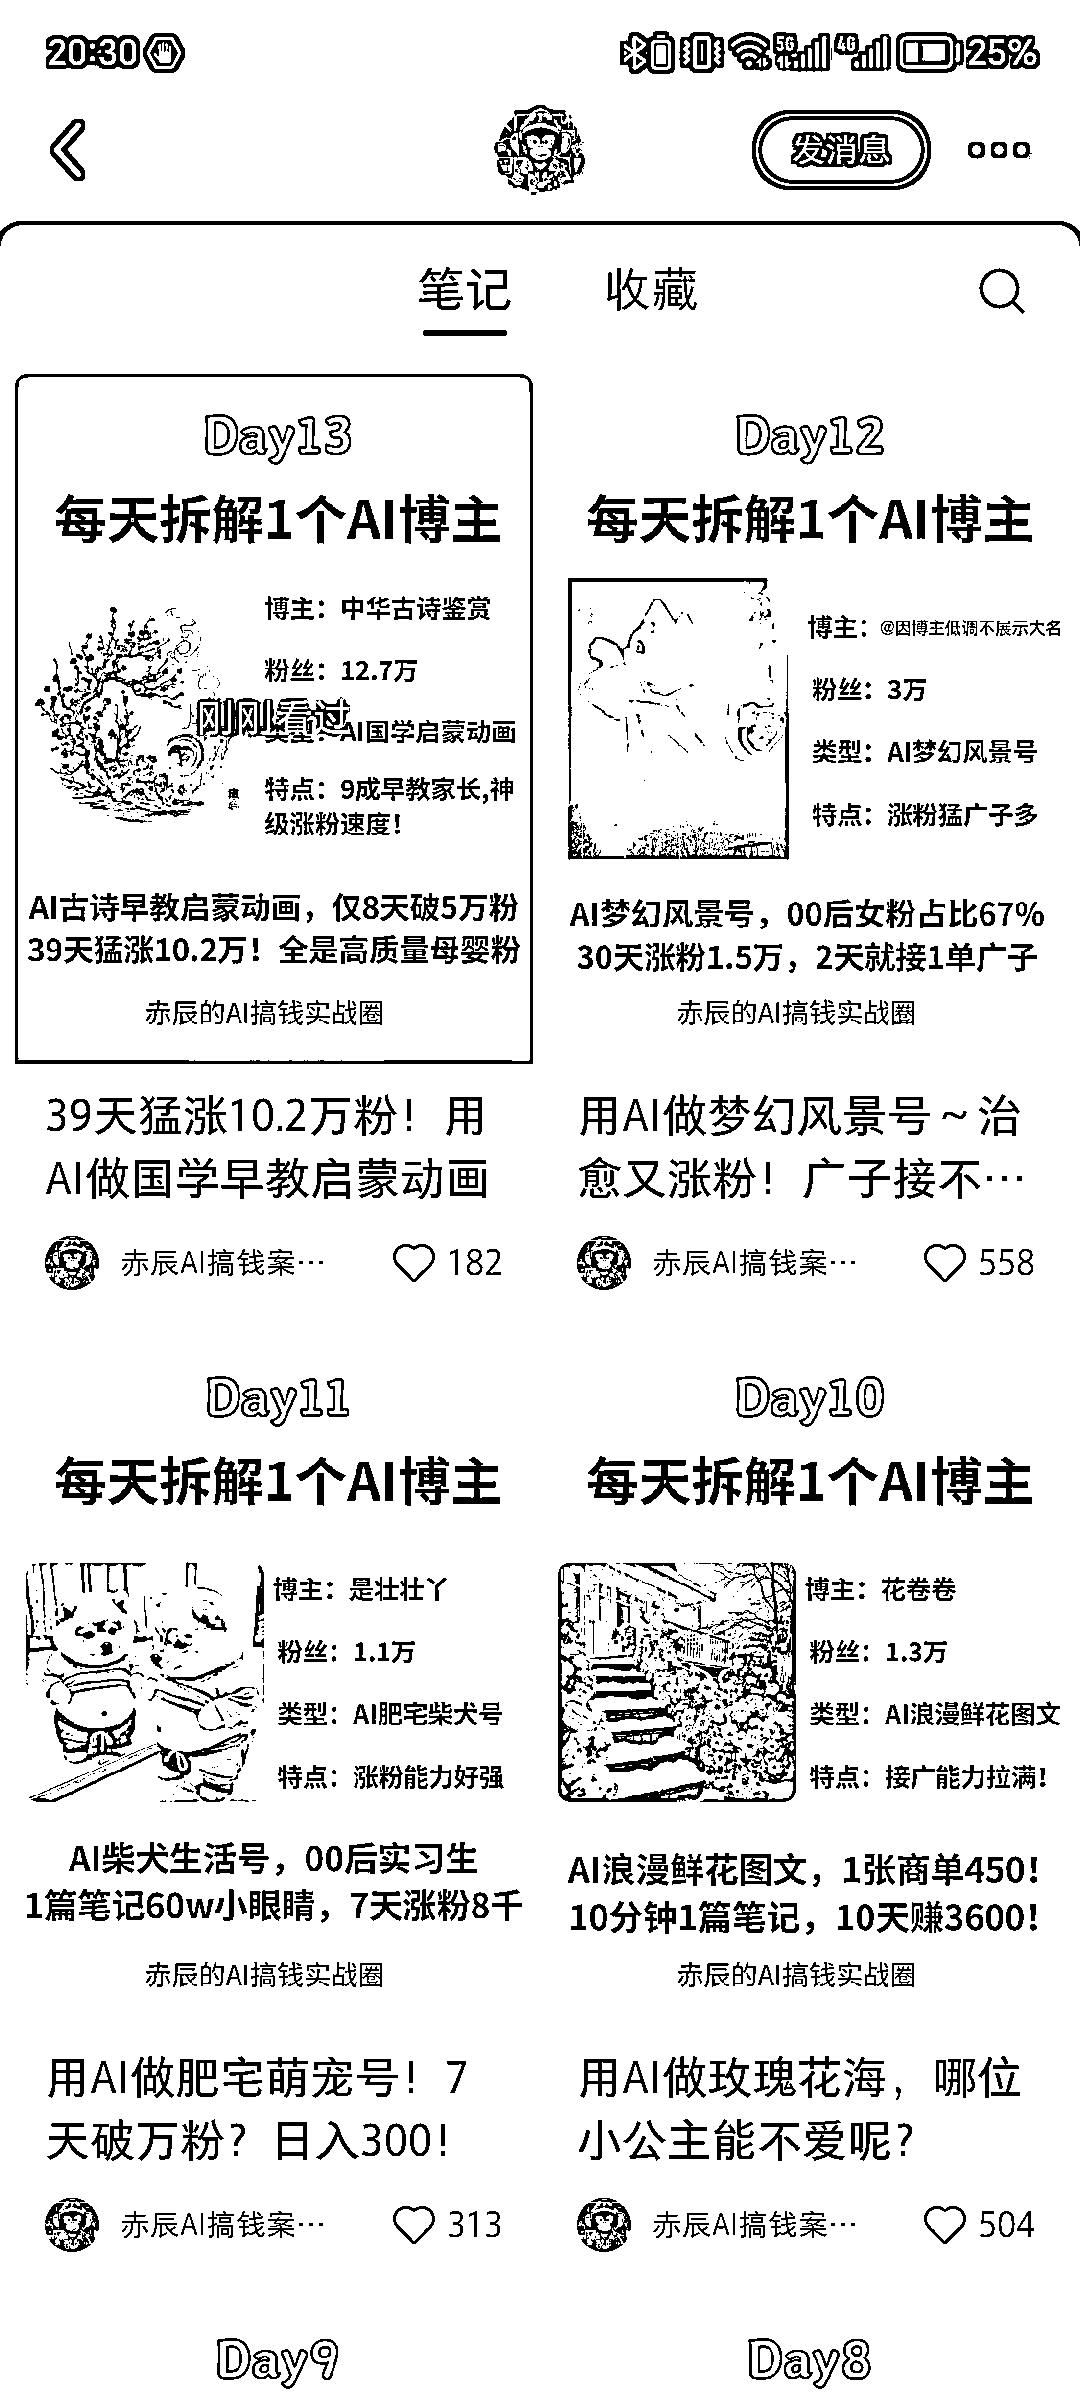 20:30
5G
4G
25%
发消息
笔记
收藏
Day13
每天拆解1个AI博主
博主：中华古诗鉴赏
粉丝：12.7万
刚刚看过
类型：AI国学启蒙动画
特点：9成早教家长,神
级涨粉速度！
AI古诗早教启蒙动画，仅8天破5万粉
39天猛涨10.2万！全是高质量母婴粉
赤辰的AI搞钱实战圈
39天猛涨10.2万粉！用
AI做国学早教启蒙动画
赤辰AI搞钱案…
182
Day12
每天拆解1个AI博主
博主：@因博主低调不展示大名
粉丝：3万
类型：AI梦幻风景号
特点：涨粉猛广子多
AI梦幻风景号，00后女粉占比67%
30天涨粉1.5万，2天就接1单广子
赤辰的AI搞钱实战圈
用AI做梦幻风景号～治
愈又涨粉！广子接不…
赤辰AI搞钱案…
558
Day11
每天拆解1个AI博主
博主：是壮壮丫
粉丝：1.1万
类型：AI肥宅柴犬号
特点：涨粉能力好强
AI柴犬生活号，00后实习生
1篇笔记60w小眼睛，7天涨粉8千
赤辰的AI搞钱实战圈
用AI做肥宅萌宠号！7
天破万粉？日入300！
赤辰AI搞钱案…
313
Day10
每天拆解1个AI博主
博主：花卷卷
粉丝：1.3万
类型：AI浪漫鲜花图文
特点：接广能力拉满！
AI浪漫鲜花图文，1张商单450！
10分钟1篇笔记，10天赚3600！
赤辰的AI搞钱实战圈
用AI做玫瑰花海，哪位
小公主能不爱呢？
赤辰AI搞钱案…
504
Day9
Day8